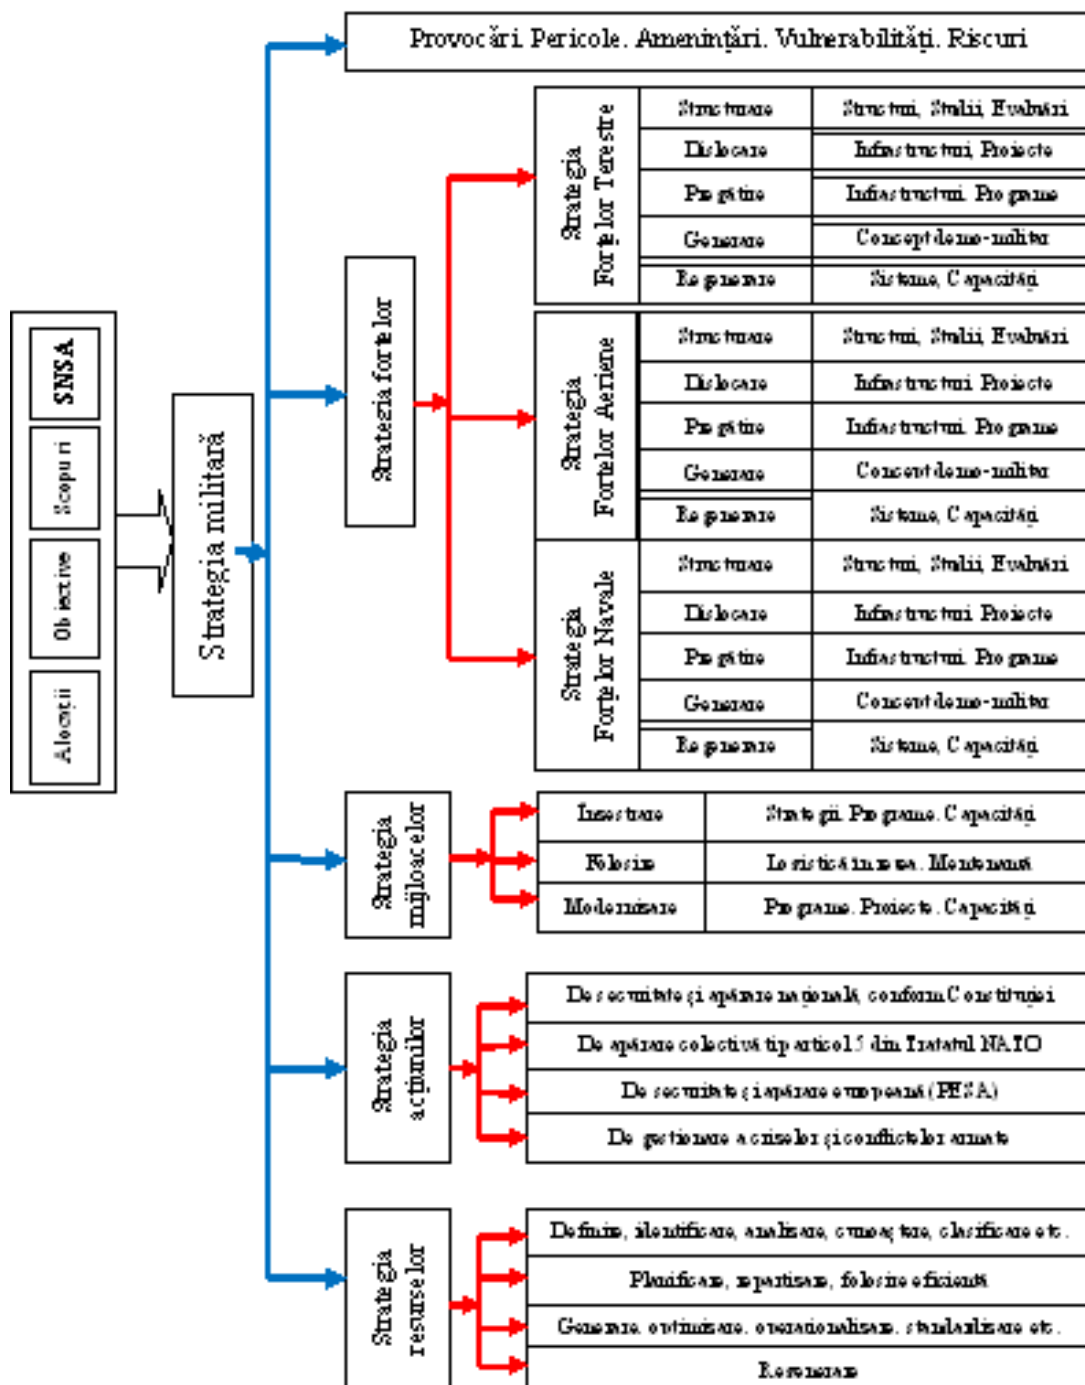 Provocări. Pericole. Amenințări. Vulnerabilități. Riscuri
SNSA
Scopuri
Obiective
Alocații
Strategia militară
Strategia forțelor
Strategia
Forțelor Terestre
Structurare
Structuri, Studii, Evaluări
Dislocare
Infrastructuri, Proiecte
Pregătire
Infrastructuri. Programe
Generare
Concept demo-militar
Regenerare
Sisteme, Capacități
Strategia
Forțelor Aeriene
Structurare
Structuri, Studii, Evaluări
Dislocare
Infrastructuri. Proiecte
Pregătire
Infrastructuri. Programe
Generare
Concept demo-militar
Regenerare
Sisteme, Capacități
Strategia
Forțelor Navale
Structurare
Structuri, Studii, Evaluări
Dislocare
Infrastructuri. Proiecte
Pregătire
Infrastructuri. Programe
Generare
Concept demo-militar
Regenerare
Sisteme, Capacități
Strategia
mijloacelor
Înzestrare
Strategii. Programe. Capacități
Folosire
Logistică în rețea. Mentenanță
Modernizare
Programe. Proiecte. Capacități
Strategia
acțiunilor
De securitate și apărare națională, conform Constituției
De apărare colectivă tip articol 5 din Tratatul NATO
De securitate și apărare europeană (PESA)
De gestionare a crizelor și conflictelor armate
Strategia
resurselor
Definire, identificare, analizare, cunoaștere, clasificare etc.
Planificare, repartizare, folosire eficientă
Generare, optimizare, operaționalizare, standardizare etc.
Regenerare